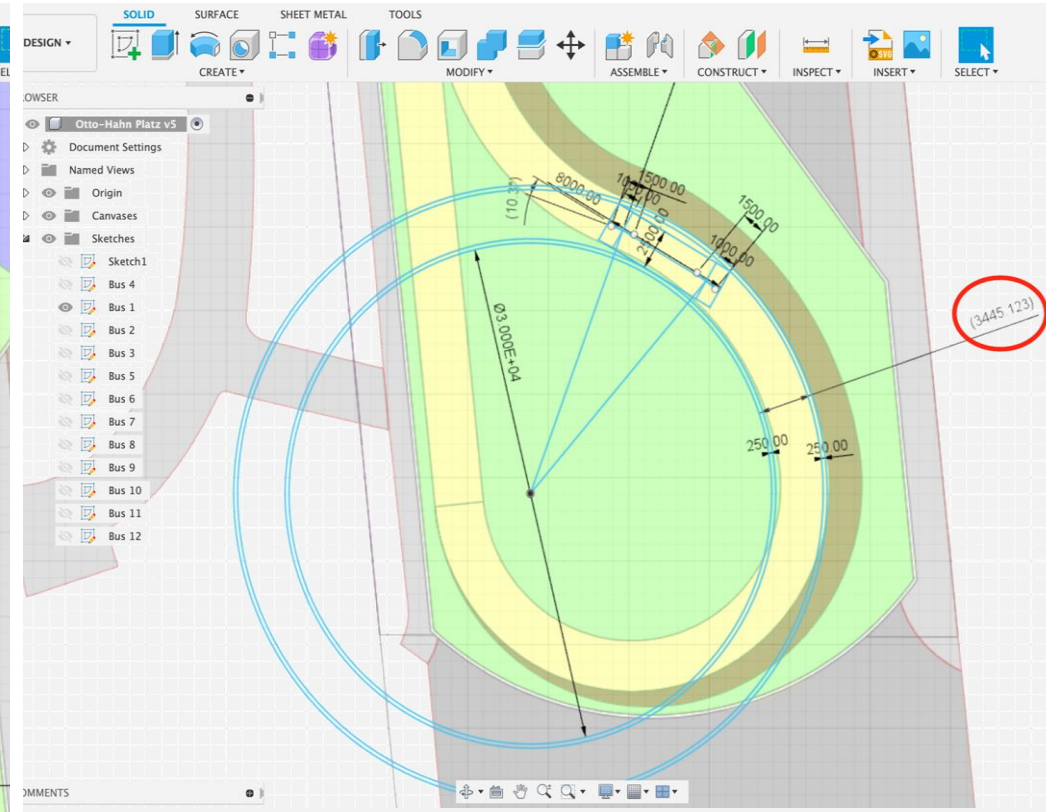 SOLID SURFACE SHEET METAL TOOLS
DESIGN
CREATE MODIFY ASSEMBLE CONSTRUCT INSPECT INSERT SELECT
SVG
OWSER
Otto-Hahn Platz v5
Document Settings
Named Views
Origin
Canvases
Sketches
Sketch1
Bus 4
Bus 1
Bus 2
Bus 3
Bus 5
Bus 6
Bus 7
Bus 8
Bus 9
Bus 10
Bus 11
Bus 12
8000.00
1500.00
1500.00
1000.00
(3445.123)
Ø3.000E+04
250.00
250.00
OMMENTS